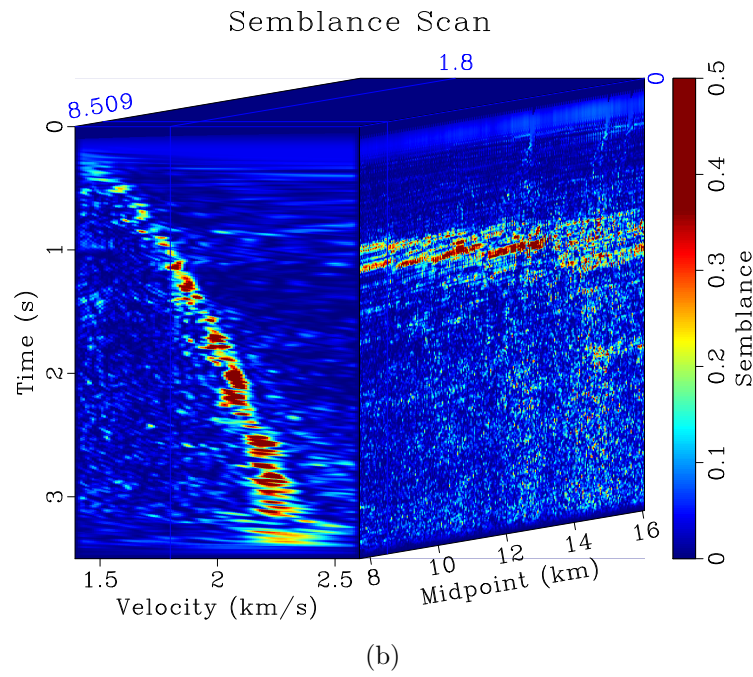 Semblance Scan
1.8
8.509
0
0
1
2
3
Time (s)
1.5 2 2.5
Velocity (km/s)
8 10 12 14 16
Midpoint (km)
0 0.1 0.2 0.3 0.4 0.5
Semblance
(b)